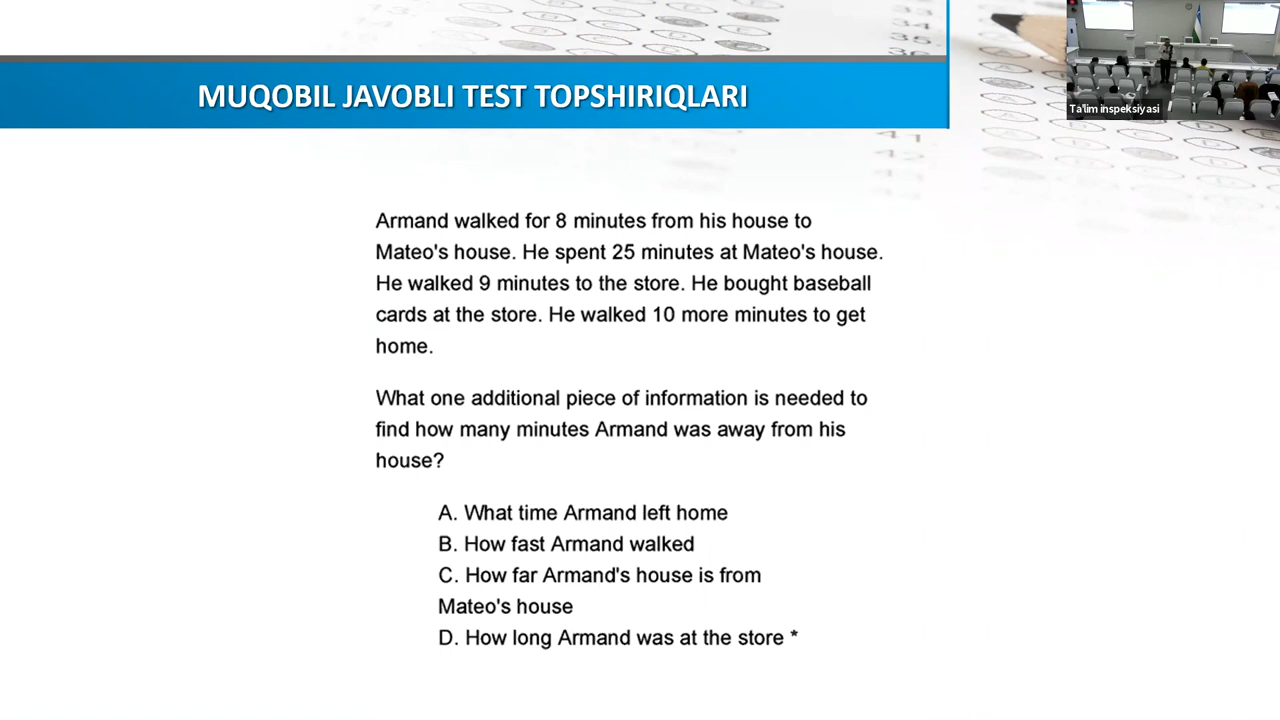 MUQOBIL JAVOBLI TEST TOPSHIRIQLARI
Ta'lim inspeksiyasi
Armand walked for 8 minutes from his house to
Mateo's house. He spent 25 minutes at Mateo's house.
He walked 9 minutes to the store. He bought baseball
cards at the store. He walked 10 more minutes to get
home.
What one additional piece of information is needed to
find how many minutes Armand was away from his
house?
A. What time Armand left home
B. How fast Armand walked
C. How far Armand's house is from
Mateo's house
D. How long Armand was at the store *